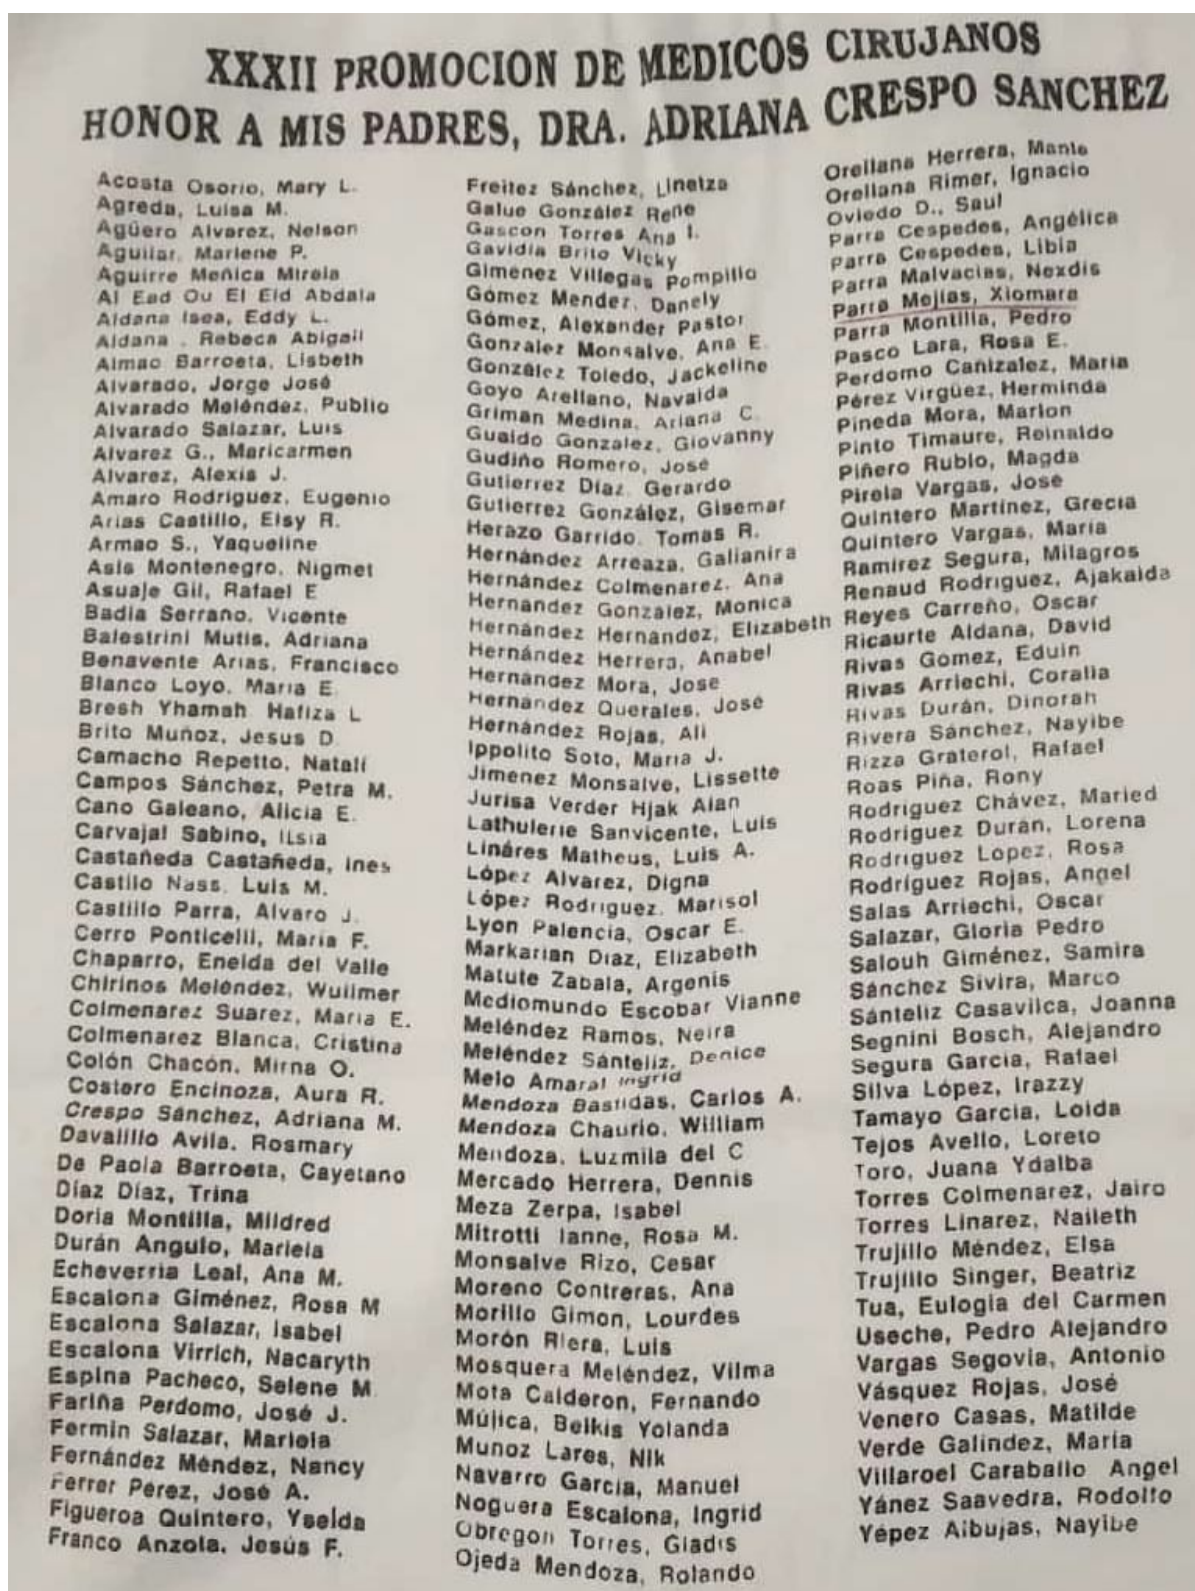 XXXII PROMOCION DE MEDICOS CIRUJANOS
HONOR A MIS PADRES, DRA. ADRIANA CRESPO SANCHEZ
Acosta Osorio, Mary L.
Agreda, Luisa M.
Agüero Alvarez, Nelson
Aguilar, Marlene P.
Aguirre Meñica Mirela
Al Ead Ou El Eid Abdala
Aldana Isea, Eddy L.
Aldana , Rebeca Abigail
Almao Barroeta, Lisbeth
Alvarado, Jorge José
Alvarado Meléndez, Publio
Alvarado Salazar, Luis
Alvarez G., Maricarmen
Alvarez, Alexis J.
Amaro Rodriguez, Eugenio
Arias Castillo, Elsy R.
Armao S., Yaqueline
Asis Montenegro, Nigmet
Asuaje Gil, Rafael E
Badia Serrano, Vicente
Balestrini Mutis, Adriana
Benavente Arias, Francisco
Blanco Loyo, Maria E.
Bresh Yhamah Hafiza L
Brito Muñoz, Jesus D.
Camacho Repetto, Natalí
Campos Sánchez, Petra M.
Cano Galeano, Alicia E.
Carvajal Sabino, ILsia
Castañeda Castañeda, Ines
Castilo Nass, Luis M.
Castillo Parra, Alvaro J.
Cerro Ponticelli, María F.
Chaparro, Eneida del Valle
Chirinos Meléndez, Wuilmer
Colmenarez Suarez, Maria E.
Colmenarez Blanca, Cristina
Colón Chacón, Mirna O.
Costero Encinoza, Aura R.
Crespo Sánchez, Adriana M.
Davalillo Avila, Rosmary
De Paola Barroeta, Cayetano
Díaz Díaz, Trina
Doria Montilla, Mildred
Durán Angulo, Mariela
Echeverria Leal, Ana M.
Escalona Giménez, Rosa M
Escalona Salazar, Isabel
Escalona Virrich, Nacaryth
Espina Pacheco, Selene M.
Fariña Perdomo, José J.
Fermin Salazar, Mariela
Fernández Méndez, Nancy
Ferrer Pérez, José A.
Figueroa Quintero, Yselda
Franco Anzola, Jesús F.
Freitez Sánchez, Linetza
Galue González Rene
Gascon Torres Ana I.
Gavidia Brito Vicky
Gimenez Villegas Pompilio
Gómez Mender, Danely
Gómez, Alexander Pastor
González Monsalve, Ana E.
González Toledo, Jackeline
Goyo Arellano, Navaida
Griman Medina, Ariana C.
Gualdo Gonzalez, Giovanny
Gudiño Romero, José
Gutierrez Díaz, Gerardo
Gutierrez González, Gisemar
Herazo Garrido, Tomas R.
Hernández Arreaza, Galianira
Hernández Colmenarez, Ana
Hernández González, Monica
Hernández Hernández, Elizabeth
Hernández Herrera, Anabel
Hernández Mora, Jose
Hernandez Querales, José
Hernández Rojas, Ali
Ippolito Soto, María J.
Jimenez Monsalve, Lissette
Jurisa Verder Hjak Alan
Lathulerie Sanvicente, Luis
Lináres Matheus, Luis A.
López Alvarez, Digna
López Rodriguez, Marisol
Lyon Palencia, Oscar E.
Markarian Díaz, Elizabeth
Matute Zabala, Argenis
Mediomundo Escobar Vianne
Meléndez Ramos, Neira
Meléndez Sánteliz, Denice
Melo Amaral Ingrid
Mendoza Bastidas, Carlos A.
Mendoza Chaurio, William
Mendoza, Luzmila del C
Mercado Herrera, Dennis
Meza Zerpa, Isabel
Mitrotti Ianne, Rosa M.
Monsalve Rizo, Cesar
Moreno Contreras, Ana
Morillo Gimon, Lourdes
Morón Riera, Luis
Mosquera Meléndez, Vilma
Mota Calderon, Fernando
Mújica, Belkis Yolanda
Munoz Lares, Nik
Navarro García, Manuel
Noguera Escalona, Ingrid
Obregon Torres, Gladis
Ojeda Mendoza, Rolando
Orellana Herrera, Manle
Orellana Rimer, Ignacio
Oviedo D., Saul
Parra Cespedes, Angélica
Parra Cespedes, Libia
Parra Malvacias, Nexdis
Parra Mejías, Xiomara
Parra Montilla, Pedro
Pasco Lara, Rosa E.
Perdomo Cañizalez, María
Pérez Virgüez, Herminda
Pineda Mora, Marlon
Pinto Timaure, Reinaldo
Piñero Rubio, Magda
Pirela Vargas, José
Quintero Martínez, Grecia
Quintero Vargas, María
Ramirez Segura, Milagros
Renaud Rodríguez, Ajakaida
Reyes Carreño, Oscar
Ricaurte Aldana, David
Rivas Gomez, Eduin
Rivas Arriechi, Coralia
Rivas Durán, Dinorah
Rivera Sánchez, Nayibe
Rizza Graterol, Rafael
Roas Piña, Rony
Rodriguez Chávez, Maried
Rodriguez Durán, Lorena
Rodriguez Lopez, Rosa
Rodríguez Rojas, Angel
Salas Arriechi, Oscar
Salazar, Gloria Pedro
Salouh Giménez, Samira
Sánchez Sivira, Marco
Sánteliz Casavilca, Joanna
Segnini Bosch, Alejandro
Segura Garcia, Rafael
Silva López, Irazzy
Tamayo Garcia, Loida
Tejos Avello, Loreto
Toro, Juana Ydalba
Torres Colmenarez, Jairo
Torres Linarez, Naileth
Trujillo Méndez, Elsa
Trujillo Singer, Beatriz
Tua, Eulogia del Carmen
Useche, Pedro Alejandro
Vargas Segovia, Antonio
Vásquez Rojas, José
Venero Casas, Matilde
Verde Galindez, María
Villaroel Caraballo Angel
Yánez Saavedra, Rodolfo
Yépez Aibujas, Nayibe